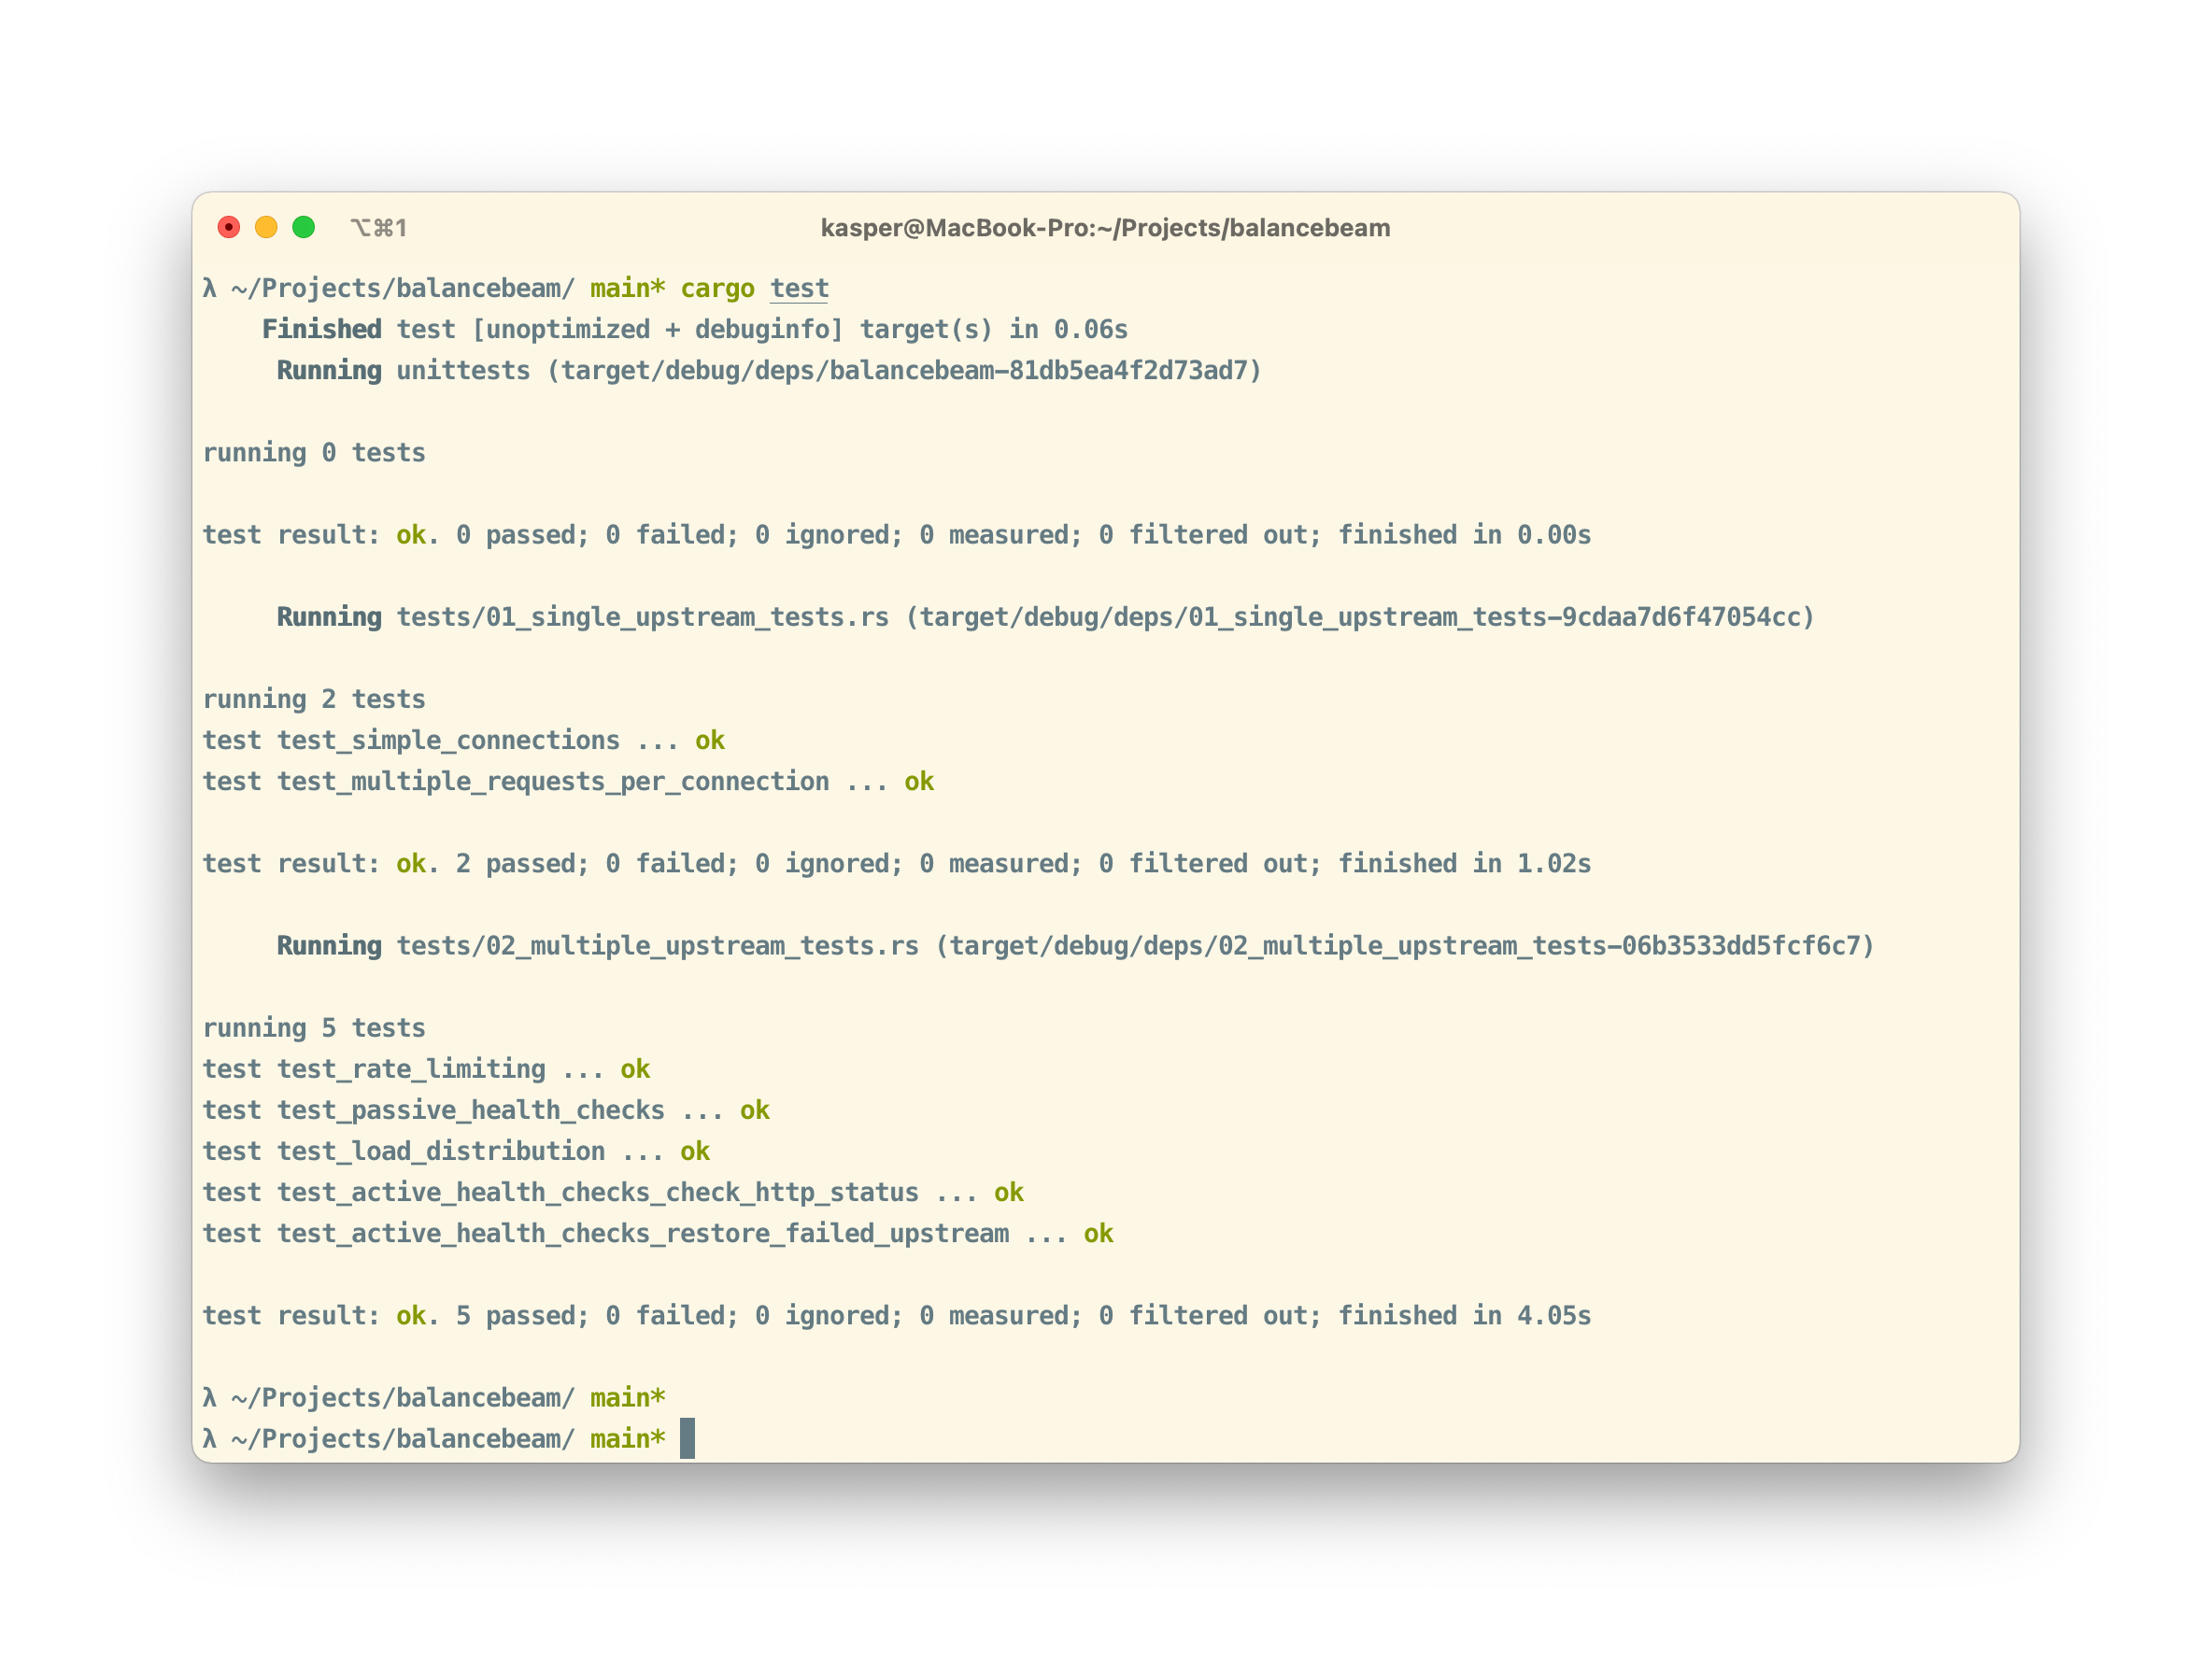 ⌥⌘1 kasper@MacBook-Pro:~/Projects/balancebeam
λ ~/Projects/balancebeam/ main* cargo test
    Finished test [unoptimized + debuginfo] target(s) in 0.06s
     Running unittests (target/debug/deps/balancebeam-81db5ea4f2d73ad7)
running 0 tests
test result: ok. 0 passed; 0 failed; 0 ignored; 0 measured; 0 filtered out; finished in 0.00s
     Running tests/01_single_upstream_tests.rs (target/debug/deps/01_single_upstream_tests-9cdaa7d6f47054cc)
running 2 tests
test test_simple_connections ... ok
test test_multiple_requests_per_connection ... ok
test result: ok. 2 passed; 0 failed; 0 ignored; 0 measured; 0 filtered out; finished in 1.02s
     Running tests/02_multiple_upstream_tests.rs (target/debug/deps/02_multiple_upstream_tests-06b3533dd5fcf6c7)
running 5 tests
test test_rate_limiting ... ok
test test_passive_health_checks ... ok
test test_load_distribution ... ok
test test_active_health_checks_check_http_status ... ok
test test_active_health_checks_restore_failed_upstream ... ok
test result: ok. 5 passed; 0 failed; 0 ignored; 0 measured; 0 filtered out; finished in 4.05s
λ ~/Projects/balancebeam/ main*
λ ~/Projects/balancebeam/ main*